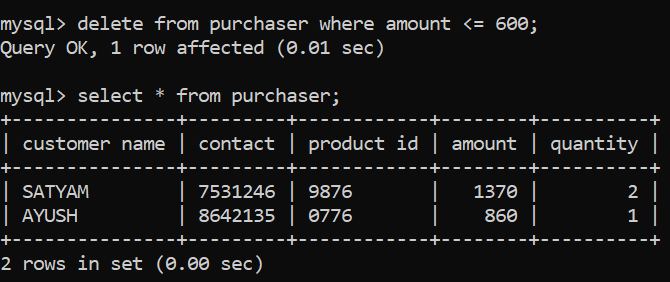 mysql> delete from purchaser where amount <= 600;
Query OK, 1 row affected (0.01 sec)
mysql> select * from purchaser;
+---------------+---------+------------+--------+----------+
| customer name | contact | product id | amount | quantity |
+---------------+---------+------------+--------+----------+
| SATYAM        | 7531246 | 9876       |   1370 |        2 |
| AYUSH         | 8642135 | 0776       |    860 |        1 |
+---------------+---------+------------+--------+----------+
2 rows in set (0.00 sec)